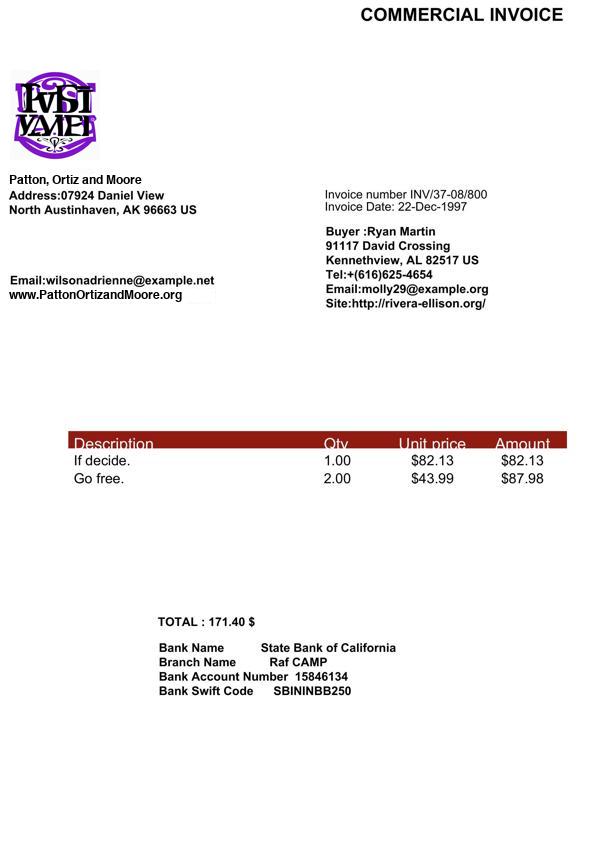 COMMERCIAL INVOICE
Patton, Ortiz and Moore
Address:07924 Daniel View
North Austinhaven, AK 96663 US
Email:wilsonadrienne@example.net
www.PattonOrtizandMoore.org
Invoice number INV/37-08/800
Invoice Date: 22-Dec-1997
Buyer :Ryan Martin
91117 David Crossing
Kennethview, AL 82517 US
Tel:+(616)625-4654
Email:molly29@example.org
Site:http://rivera-ellison.org/
Description Qty Unit price Amount
If decide. 1.00 $82.13 $82.13
Go free. 2.00 $43.99 $87.98
TOTAL : 171.40 $
Bank Name State Bank of California
Branch Name Raf CAMP
Bank Account Number 15846134
Bank Swift Code SBININBB250